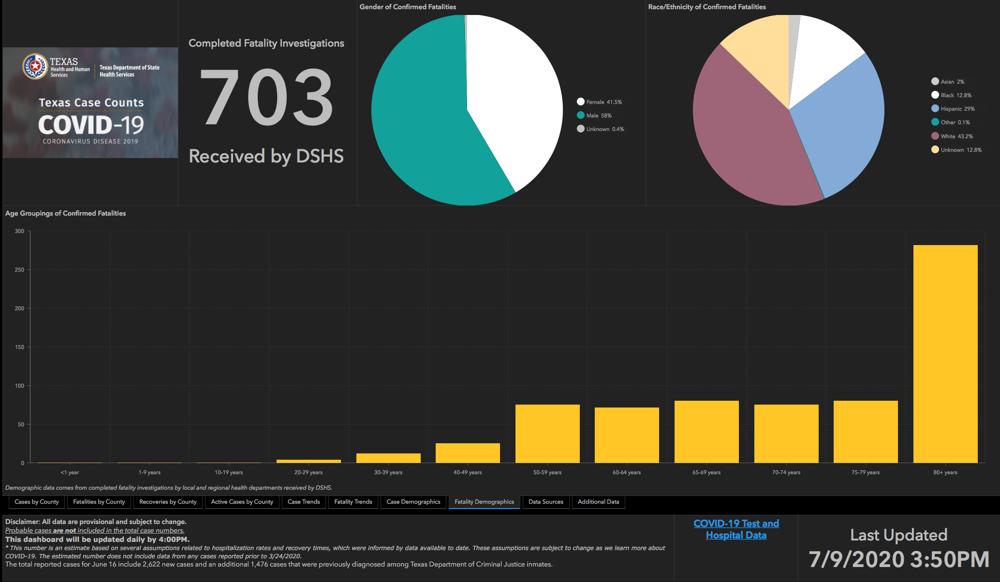 TEXAS
Health and Human
Services
Texas Department of State
Health Services
Texas Case Counts
COVID-19
CORONAVIRUS DISEASE 2019
Completed Fatality Investigations
703
Received by DSHS
Gender of Confirmed Fatalities
Female 41.5%
Male 58%
Unknown 0.4%
Race/Ethnicity of Confirmed Fatalities
Asian 2%
Black 12.8%
Hispanic 29%
Other 0.1%
White 43.2%
Unknown 12.8%
Age Groupings of Confirmed Fatalities
300
250
200
150
100
50
0
<1 year
1-9 years
10-19 years
20-29 years
30-39 years
40-49 years
50-59 years
60-64 years
65-69 years
70-74 years
75-79 years
80+ years
Demographic data comes from completed fatality investigations by local and regional health departments received by DSHS.
Cases by County
Fatalities by County
Recoveries by County
Active Cases by County
Case Trends
Fatality Trends
Case Demographics
Fatality Demographics
Data Sources
Additional Data
Disclaimer: All data are provisional and subject to change.
Probable cases are not included in the total case numbers.
This dashboard will be updated daily by 4:00PM.
* This number is an estimate based on several assumptions related to hospitalization rates and recovery times, which were informed by data available to date. These assumptions are subject to change as we learn more about
COVID-19. The estimated number does not include data from any cases reported prior to 3/24/2020.
The total reported cases for June 16 include 2,622 new cases and an additional 1,476 cases that were previously diagnosed among Texas Department of Criminal Justice inmates.
COVID-19 Test and
Hospital Data
Last Updated
7/9/2020 3:50PM